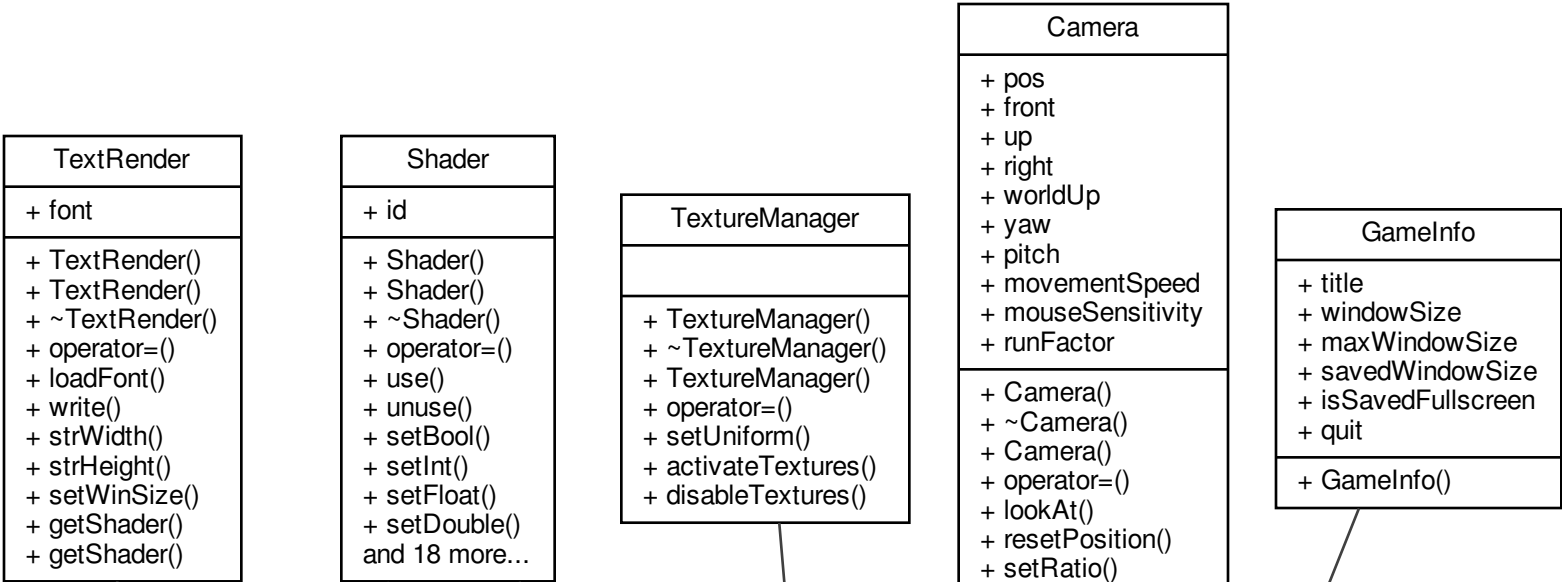 TextRender
+ font
+ TextRender()
+ TextRender()
+ ~TextRender()
+ operator=()
+ loadFont()
+ write()
+ strWidth()
+ strHeight()
+ setWinSize()
+ getShader()
+ getShader()
Shader
+ id
+ Shader()
+ Shader()
+ ~Shader()
+ operator=()
+ use()
+ unuse()
+ setBool()
+ setInt()
+ setFloat()
+ setDouble()
and 18 more...
TextureManager
+ TextureManager()
+ ~TextureManager()
+ TextureManager()
+ operator=()
+ setUniform()
+ activateTextures()
+ disableTextures()
Camera
+ pos
+ front
+ up
+ right
+ worldUp
+ yaw
+ pitch
+ movementSpeed
+ mouseSensitivity
+ runFactor
+ Camera()
+ ~Camera()
+ Camera()
+ operator=()
+ lookAt()
+ resetPosition()
+ setRatio()
GameInfo
+ title
+ windowSize
+ maxWindowSize
+ savedWindowSize
+ isSavedFullscreen
+ quit
+ GameInfo()